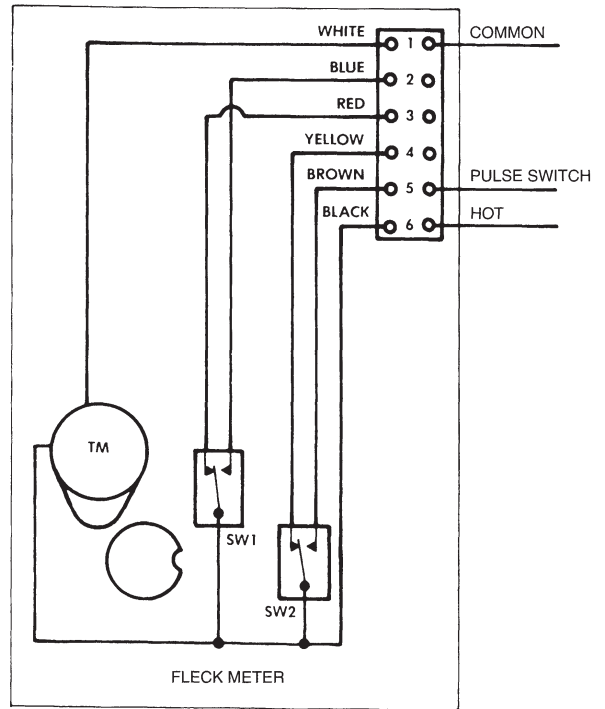 WHITE 1 COMMON
BLUE 2
RED 3
YELLOW 4
BROWN 5 PULSE SWITCH
BLACK 6 HOT
TM
SW1
SW2
FLECK METER